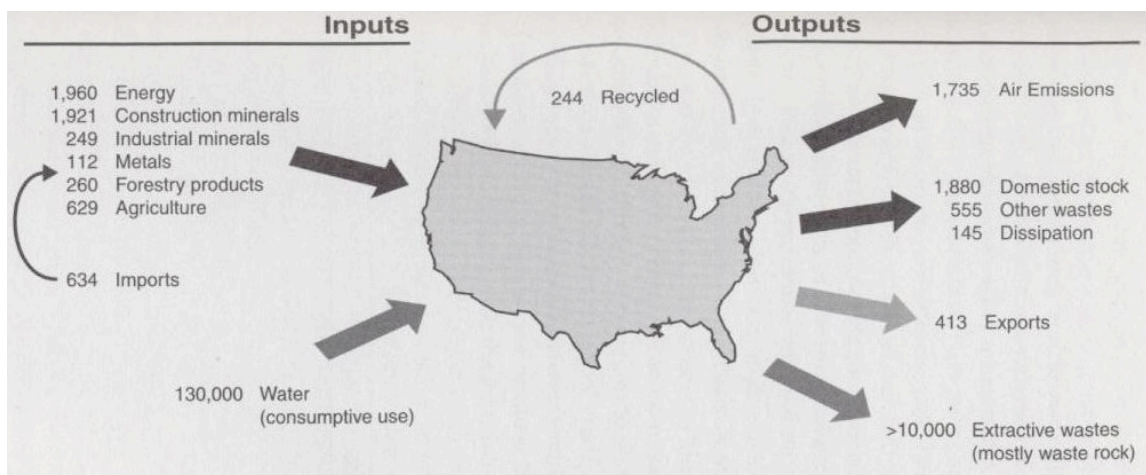 Inputs
1,960 Energy
1,921 Construction minerals
249 Industrial minerals
112 Metals
260 Forestry products
629 Agriculture
634 Imports
130,000 Water
(consumptive use)
244 Recycled
Outputs
1,735 Air Emissions
1,880 Domestic stock
555 Other wastes
145 Dissipation
413 Exports
>10,000 Extractive wastes
(mostly waste rock)